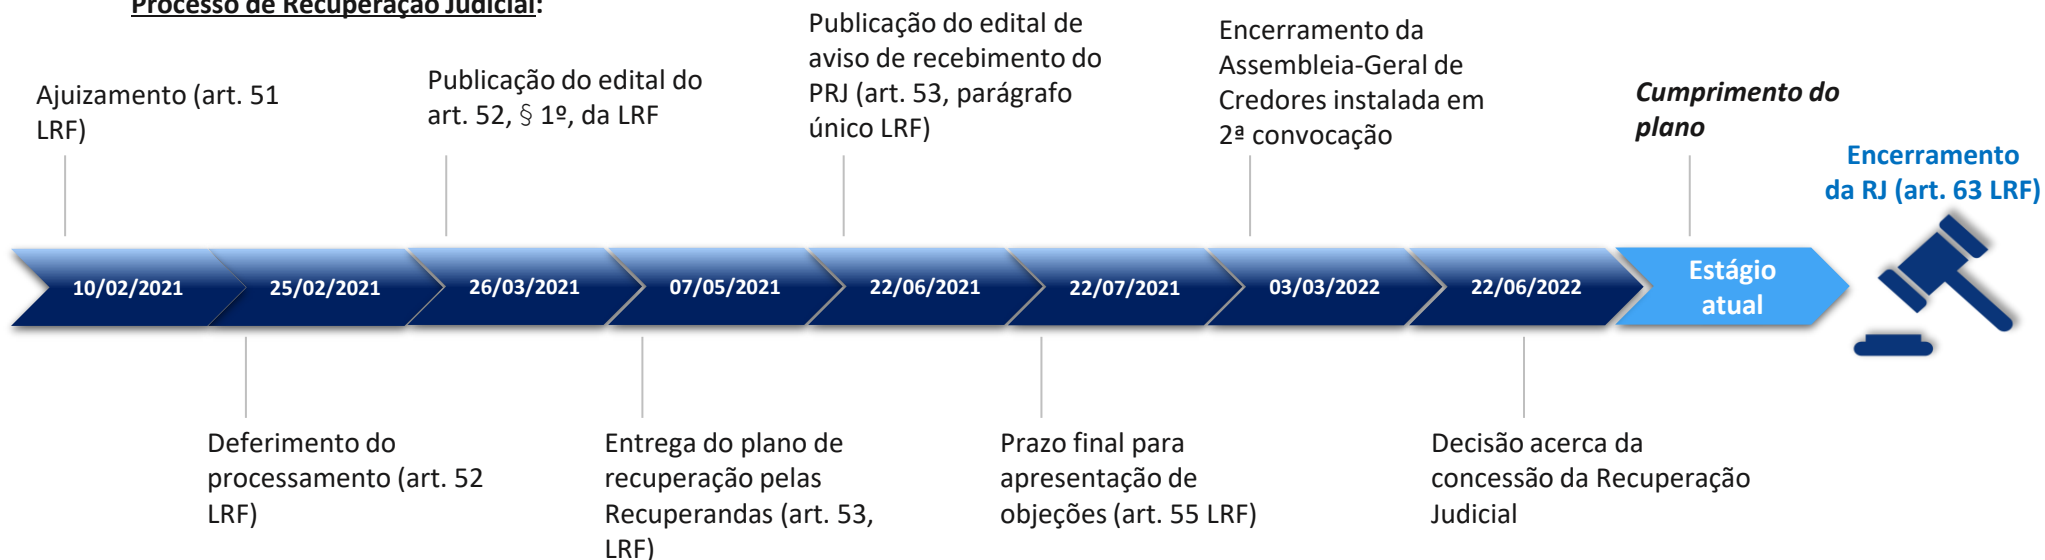 Processo de Recuperação Judicial:
Ajuizamento (art. 51
LRF)
Publicação do edital do
art. 52, § 1º, da LRF
Publicação do edital de
aviso de recebimento do
PRJ (art. 53, parágrafo
único LRF)
Encerramento da
Assembleia-Geral de
Credores instalada em
2ª convocação
Cumprimento do
plano
Encerramento
da RJ (art. 63 LRF)
10/02/2021
25/02/2021
26/03/2021
07/05/2021
22/06/2021
22/07/2021
03/03/2022
22/06/2022
Estágio
atual
Deferimento do
processamento (art. 52
LRF)
Entrega do plano de
recuperação pelas
Recuperandas (art. 53,
LRF)
Prazo final para
apresentação de
objeções (art. 55 LRF)
Decisão acerca da
concessão da Recuperação
Judicial